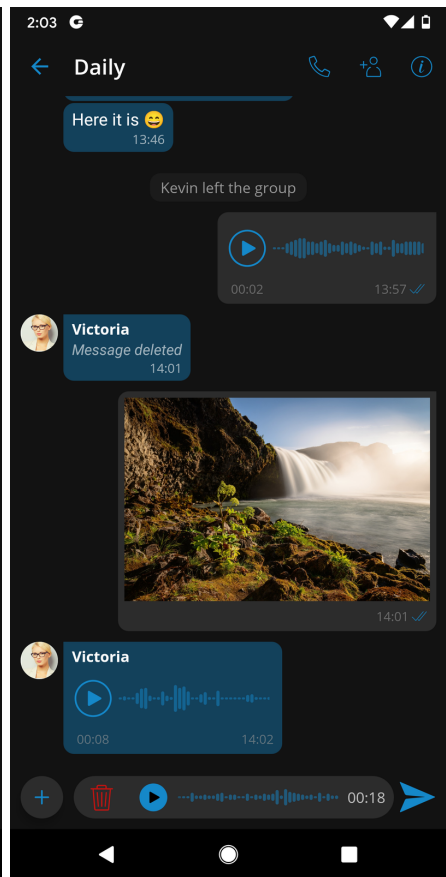 2:03
Daily
Here it is 😄
13:46
Kevin left the group
00:02 13:57
Victoria
Message deleted
14:01
14:01
Victoria
00:08 14:02
00:18